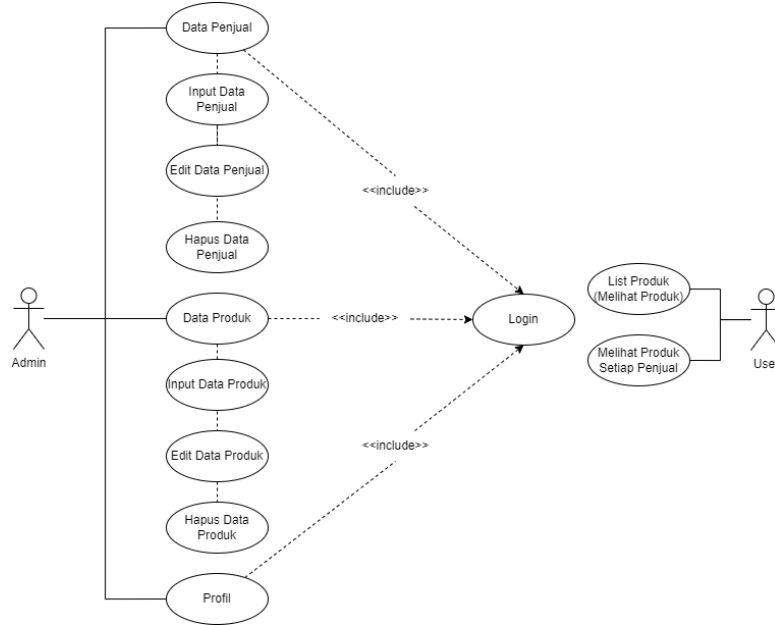 Data Penjual
Input Data
Penjual
Edit Data Penjual
<<include>>
Hapus Data
Penjual
List Produk
(Melihat Produk)
Data Produk
<<include>>
Login
Admin
Melihat Produk
Setiap Penjual
Use
Input Data Produk
<<include>>
Edit Data Produk
Hapus Data
Produk
Profil